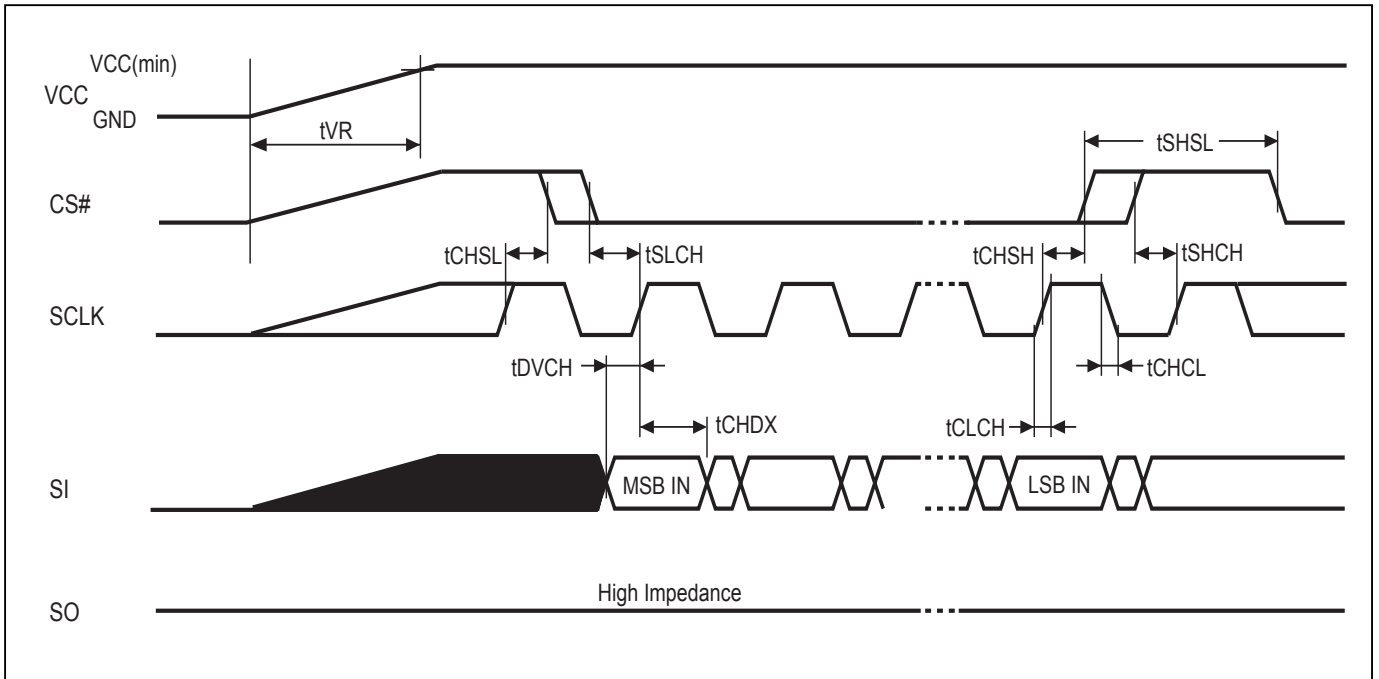 VCC(min)
VCC
GND
tVR
tSHSL
CS#
tCHSL
tSLCH
tCHSH
tSHCH
SCLK
tDVCH
tCHCL
tCHDX
tCLCH
SI
MSB IN
LSB IN
High Impedance
SO